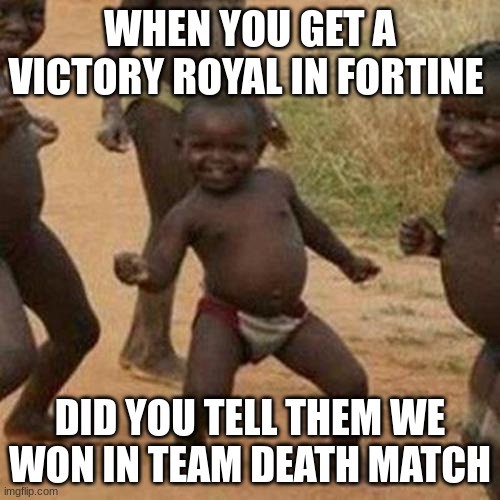 WHEN YOU GET A
VICTORY ROYAL IN FORTINE
DID YOU TELL THEM WE
WON IN TEAM DEATH MATCH
imgflip.com